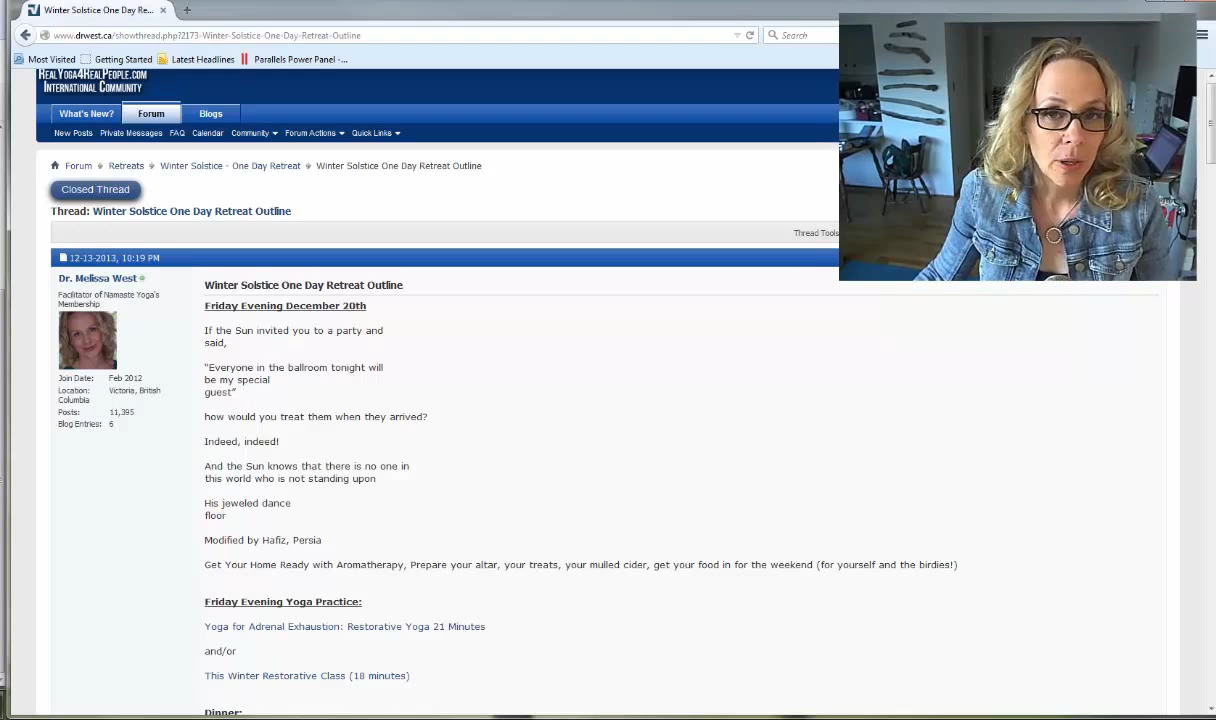 Winter Solstice One Day Re...
www.drwest.ca/showthread.php?2173-Winter-Solstice-One-Day-Retreat-Outline
Search
Most Visited Getting Started Latest Headlines Parallels Power Panel -...
REALYOGA4REALPEOPLE.COM
INTERNATIONAL COMMUNITY
What's New? Forum Blogs
New Posts Private Messages FAQ Calendar Community Forum Actions Quick Links
Forum Retreats Winter Solstice - One Day Retreat Winter Solstice One Day Retreat Outline
Closed Thread
Thread: Winter Solstice One Day Retreat Outline
Thread Tools
12-13-2013, 10:19 PM
Dr. Melissa West
Facilitator of Namaste Yoga's
Membership
Join Date: Feb 2012
Location: Victoria, British
Columbia
Posts: 11,395
Blog Entries: 6
Winter Solstice One Day Retreat Outline
Friday Evening December 20th
If the Sun invited you to a party and
said,
"Everyone in the ballroom tonight will
be my special
guest"
how would you treat them when they arrived?
Indeed, indeed!
And the Sun knows that there is no one in
this world who is not standing upon
His jeweled dance
floor
Modified by Hafiz, Persia
Get Your Home Ready with Aromatherapy, Prepare your altar, your treats, your mulled cider, get your food in for the weekend (for yourself and the birdies!)
Friday Evening Yoga Practice:
Yoga for Adrenal Exhaustion: Restorative Yoga 21 Minutes
and/or
This Winter Restorative Class (18 minutes)
Dinner: